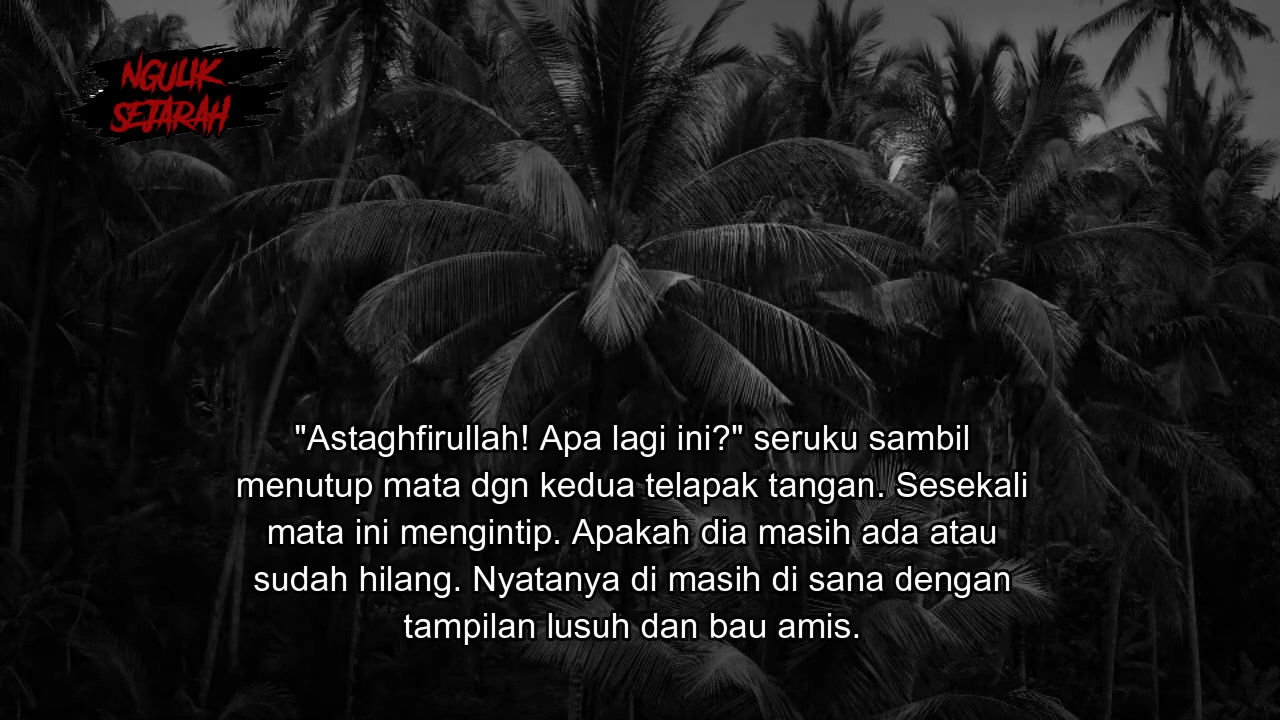 NGULIK
SEJARAH
"Astaghfirullah! Apa lagi ini?" seruku sambil
menutup mata dgn kedua telapak tangan. Sesekali
mata ini mengintip. Apakah dia masih ada atau
sudah hilang. Nyatanya di masih di sana dengan
tampilan lusuh dan bau amis.